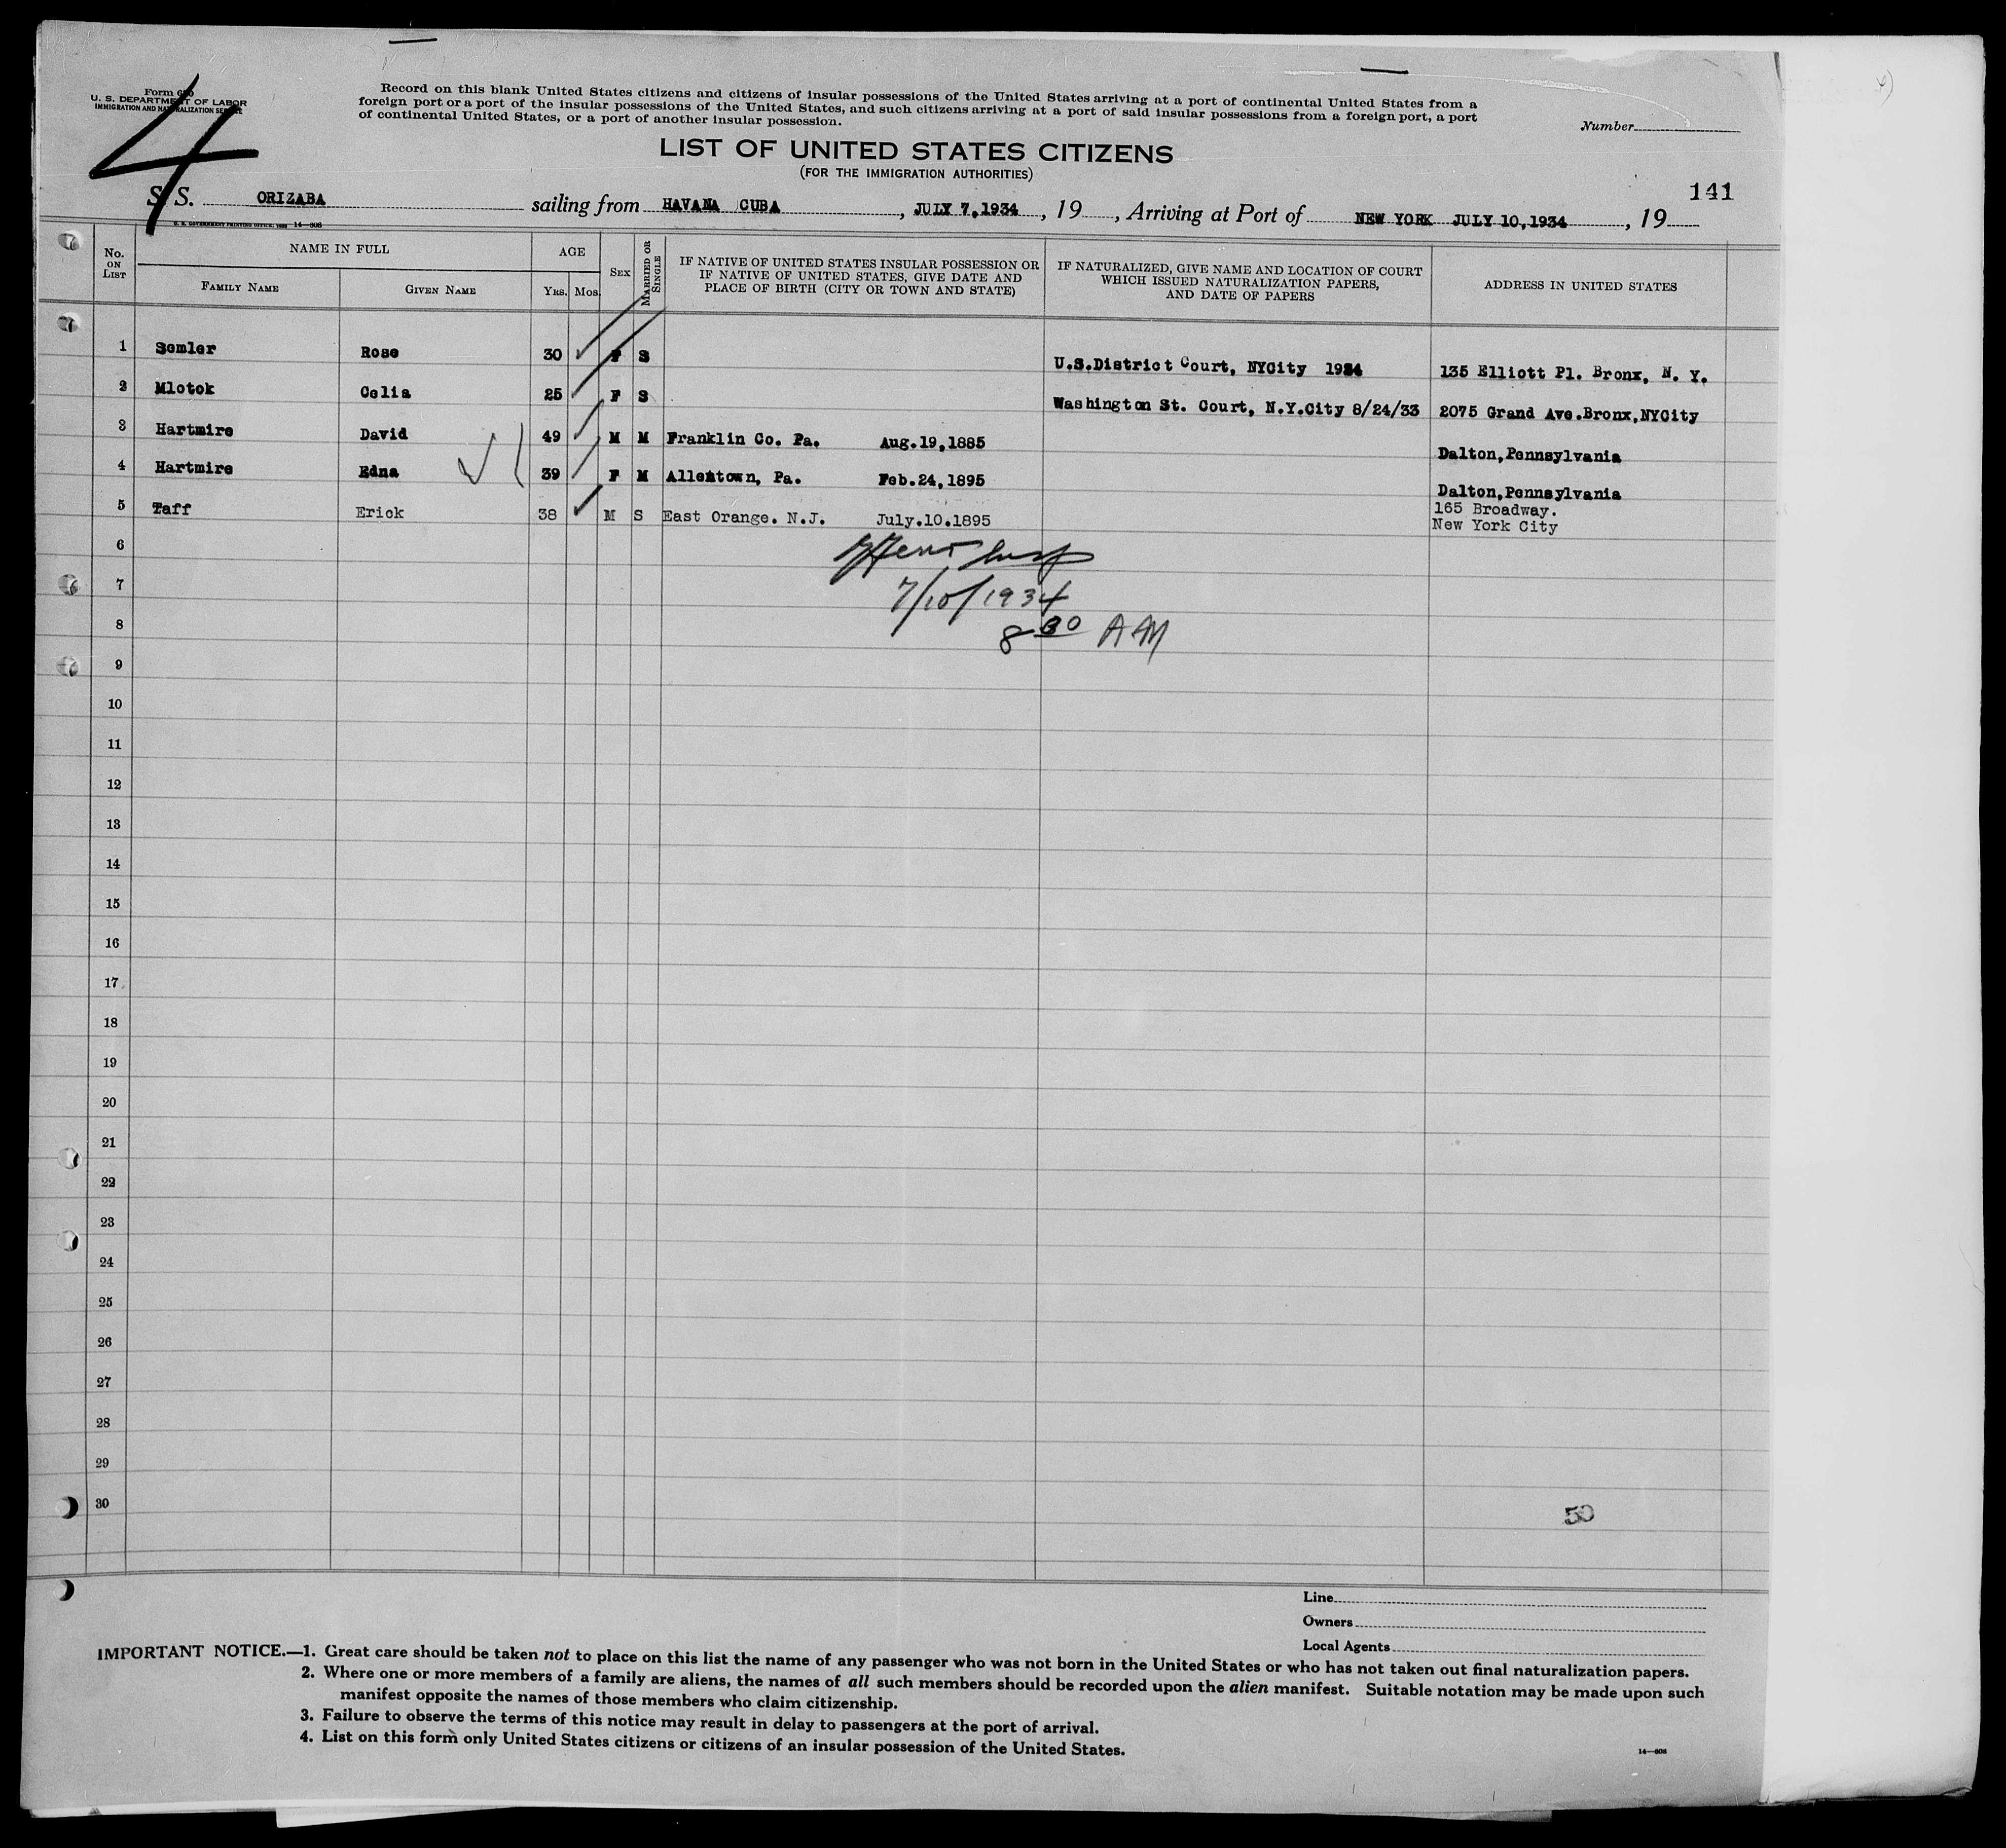 Form 630
U. S. DEPARTMENT OF LABOR
IMMIGRATION AND NATURALIZATION SERVICE
4
Record on this blank United States citizens and citizens of insular possessions of the United States arriving at a port of continental United States from a
foreign port or a port of the insular possessions of the United States, and such citizens arriving at a port of said insular possessions from a foreign port, a port
of continental United States, or a port of another insular possession.
Number
LIST OF UNITED STATES CITIZENS
(FOR THE IMMIGRATION AUTHORITIES)
141
S. S. ORIZABA sailing from HAVANA CUBA, JULY 7,1934, 19, Arriving at Port of NEW YORK JULY 10,1934, 19
No. ON LIST NAME IN FULL FAMILY NAME GIVEN NAME AGE YRS. MOS. SEX MARRIED OR SINGLE IF NATIVE OF UNITED STATES INSULAR POSSESSION OR IF NATIVE OF UNITED STATES, GIVE DATE AND PLACE OF BIRTH (CITY OR TOWN AND STATE) IF NATURALIZED, GIVE NAME AND LOCATION OF COURT WHICH ISSUED NATURALIZATION PAPERS, AND DATE OF PAPERS ADDRESS IN UNITED STATES
1 Semler Rose 30 F S U.S.District Court, NYCity 1934 135 Elliott Pl. Bronx, N. Y.
2 Mlotok Celia 25 F S Washington St. Court, N.Y.City 8/24/33 2075 Grand Ave.Bronx,NYCity
3 Hartmire David 49 M M Franklin Co. Pa. Aug.19,1885 Dalton,Pennsylvania
4 Hartmire Edna 39 F M Allentown, Pa. Feb.24,1895 Dalton,Pennsylvania
5 Taff Erick 38 M S East Orange. N.J. July.10.1895 165 Broadway.
New York City
6
7 7/10/1934
8 8 30 AM
9
10
11
12
13
14
15
16
17
18
19
20
21
22
23
24
25
26
27
28
29
30
50
Line
Owners
Local Agents
IMPORTANT NOTICE.—1. Great care should be taken not to place on this list the name of any passenger who was not born in the United States or who has not taken out final naturalization papers.
2. Where one or more members of a family are aliens, the names of all such members should be recorded upon the alien manifest. Suitable notation may be made upon such
manifest opposite the names of those members who claim citizenship.
3. Failure to observe the terms of this notice may result in delay to passengers at the port of arrival.
4. List on this form only United States citizens or citizens of an insular possession of the United States.
14—608